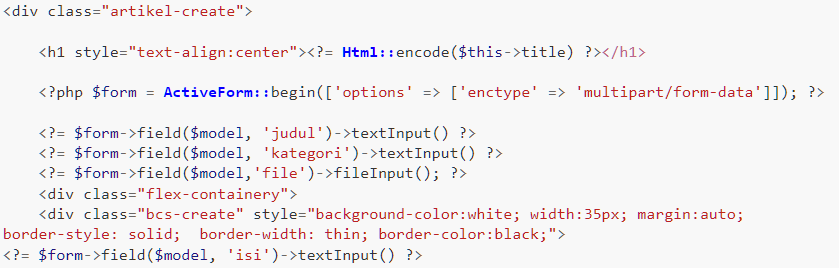 <div class="artikel-create">
<h1 style="text-align:center"><?= Html::encode($this->title) ?></h1>
<?php $form = ActiveForm::begin(['options' => ['enctype' => 'multipart/form-data']]); ?>
<?= $form->field($model, 'judul')->textInput() ?>
<?= $form->field($model, 'kategori')->textInput() ?>
<?= $form->field($model,'file')->fileInput(); ?>
<div class="flex-containery">
<div class="bcs-create" style="background-color:white; width:35px; margin:auto;
border-style: solid;  border-width: thin; border-color:black;">
<?= $form->field($model, 'isi')->textInput() ?>